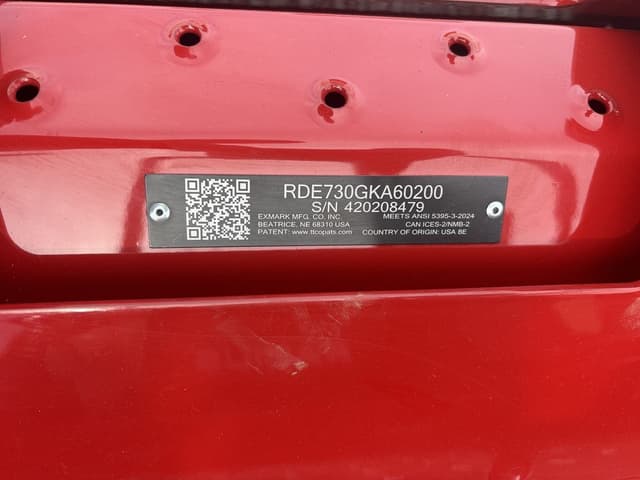 RDE730GKA60200
S/N 420208479
EXMARK MFG. CO. INC. MEETS ANSI 5395-3-2024
BEATRICE, NE 68310 USA CAN ICES-2/NMB-2
PATENT: www.ttcopats.com COUNTRY OF ORIGIN: USA 8E